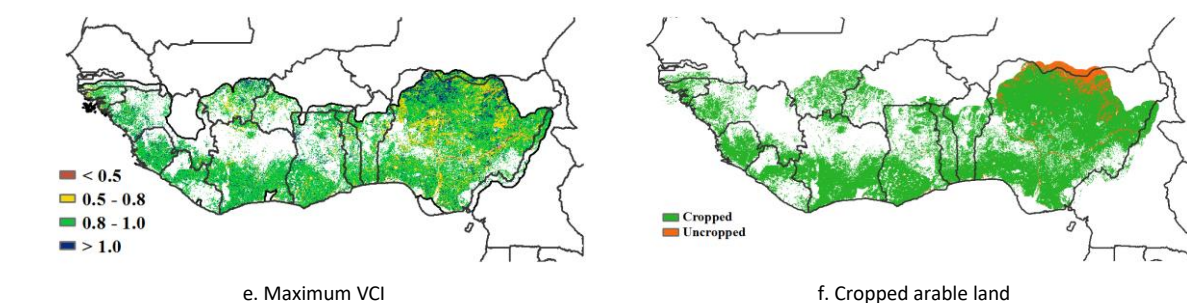 < 0.5
0.5 - 0.8
0.8 - 1.0
> 1.0
Cropped
Uncropped
e. Maximum VCI
f. Cropped arable land